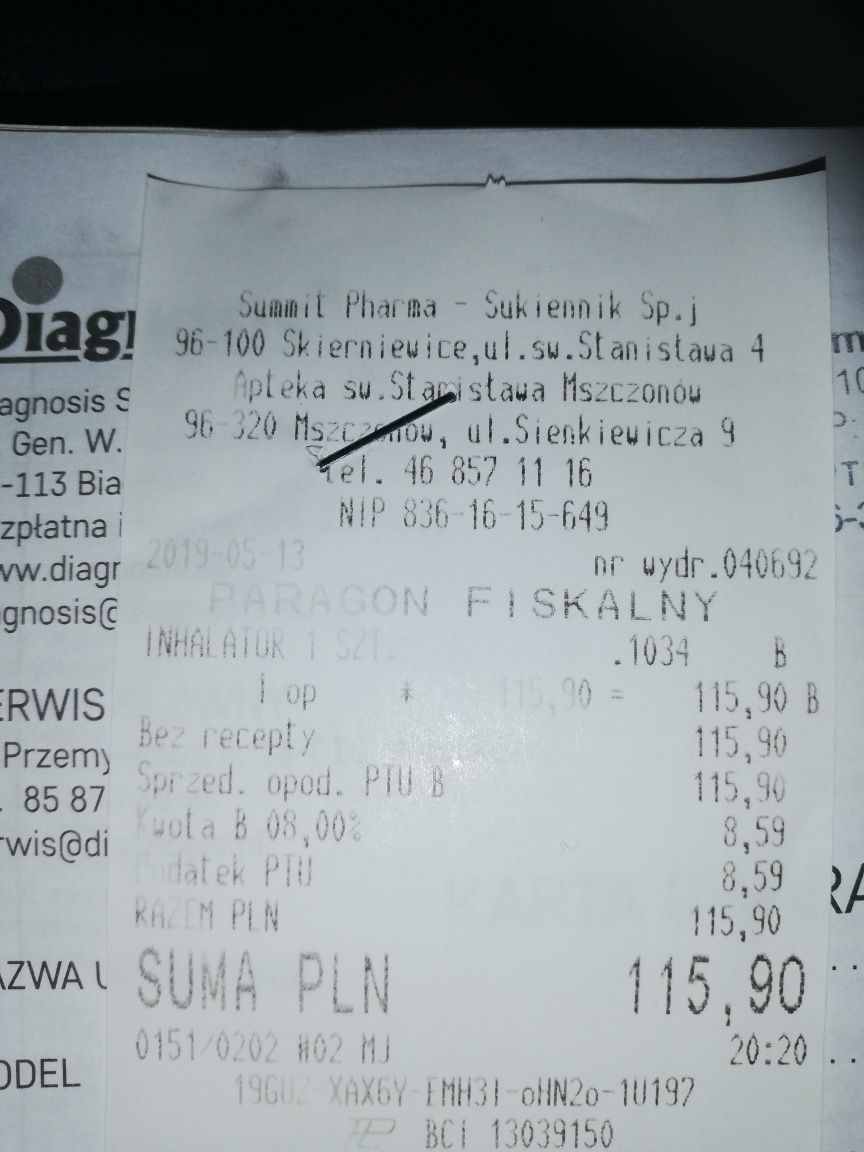 Summit Pharma - Sukiennik Sp.j
96-100 Skierniewice,ul.sw.Stanisława 4
Apteka sw.Stanisława Mszczonów
96-320 Mszczonów, ul.Sienkiewicza 9
tel. 46 857 11 16
NIP 836-16-15-649
2019-05-13 nr wydr.040692
PARAGON FISKALNY
INHALATOR 1 SZT. .1034 B
1 op * 115,90 = 115,90 B
Bez recepty 115,90
Sprzed. opod. PTU B 115,90
Kwota B 08,00% 8,59
Podatek PTU 8,59
RAZEM PLN 115,90
SUMA PLN 115,90
0151/0202 #02 MJ 20:20
XAX6Y-EMH3I-oHN2o-1U197
BCI 13039150
Diagn
agnosis S
Gen. W.
-113 Bia
zpłatna i
ww.diagn
gnosis@
ERWIS
Przemy
. 85 87
rwis@di
KARTA
RA
AZWA U
ODEL